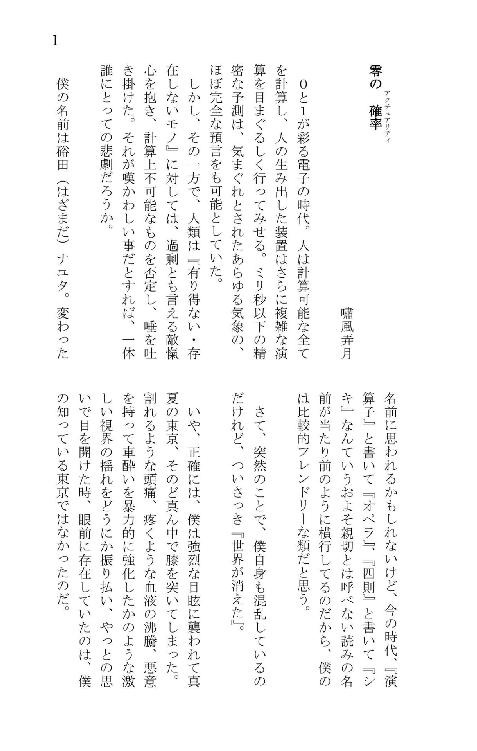 1
零の 確率
アクチュアリティ
嘯風弄月
0と1が彩る電子の時代。人は計算可能な全て
を計算し、人の生み出した装置はさらに複雑な演
算を目まぐるしく行ってみせる。ミリ秒以下の精
密な予測は、気まぐれとされたあらゆる気象の、
ほぼ完全な預言をも可能としていた。
しかし、その一方で、人類は『有り得ない・存
在しないモノ』に対しては、過剰とも言える敵愾
心を抱き、計算上不可能なものを否定し、唾を吐
き掛けた。それが嘆かわしい事だとすれば、一体
誰にとっての悲劇だろうか。
僕の名前は硲田（はざまだ）ナユタ。変わった
名前に思われるかもしれないけど、今の時代、『演
算子』と書いて『オペラ』、『四則』と書いて『シ
キ』なんていうおよそ親切とは呼べない読みの名
前が当たり前のように横行してるのだから、僕の
は比較的フレンドリーな類だと思う。
さて、突然のことで、僕自身も混乱しているの
だけれど、ついさっき『世界が消えた』。
いや、正確には、僕は強烈な目眩に襲われて真
夏の東京、そのど真ん中で膝を突いてしまった。
割れるような頭痛、疼くような血液の沸騰、悪意
を持って車酔いを暴力的に強化したかのような激
しい視界の揺れをどうにか振り払い、やっとの思
いで目を開けた時、眼前に存在していたのは、僕
の知っている東京ではなかったのだ。